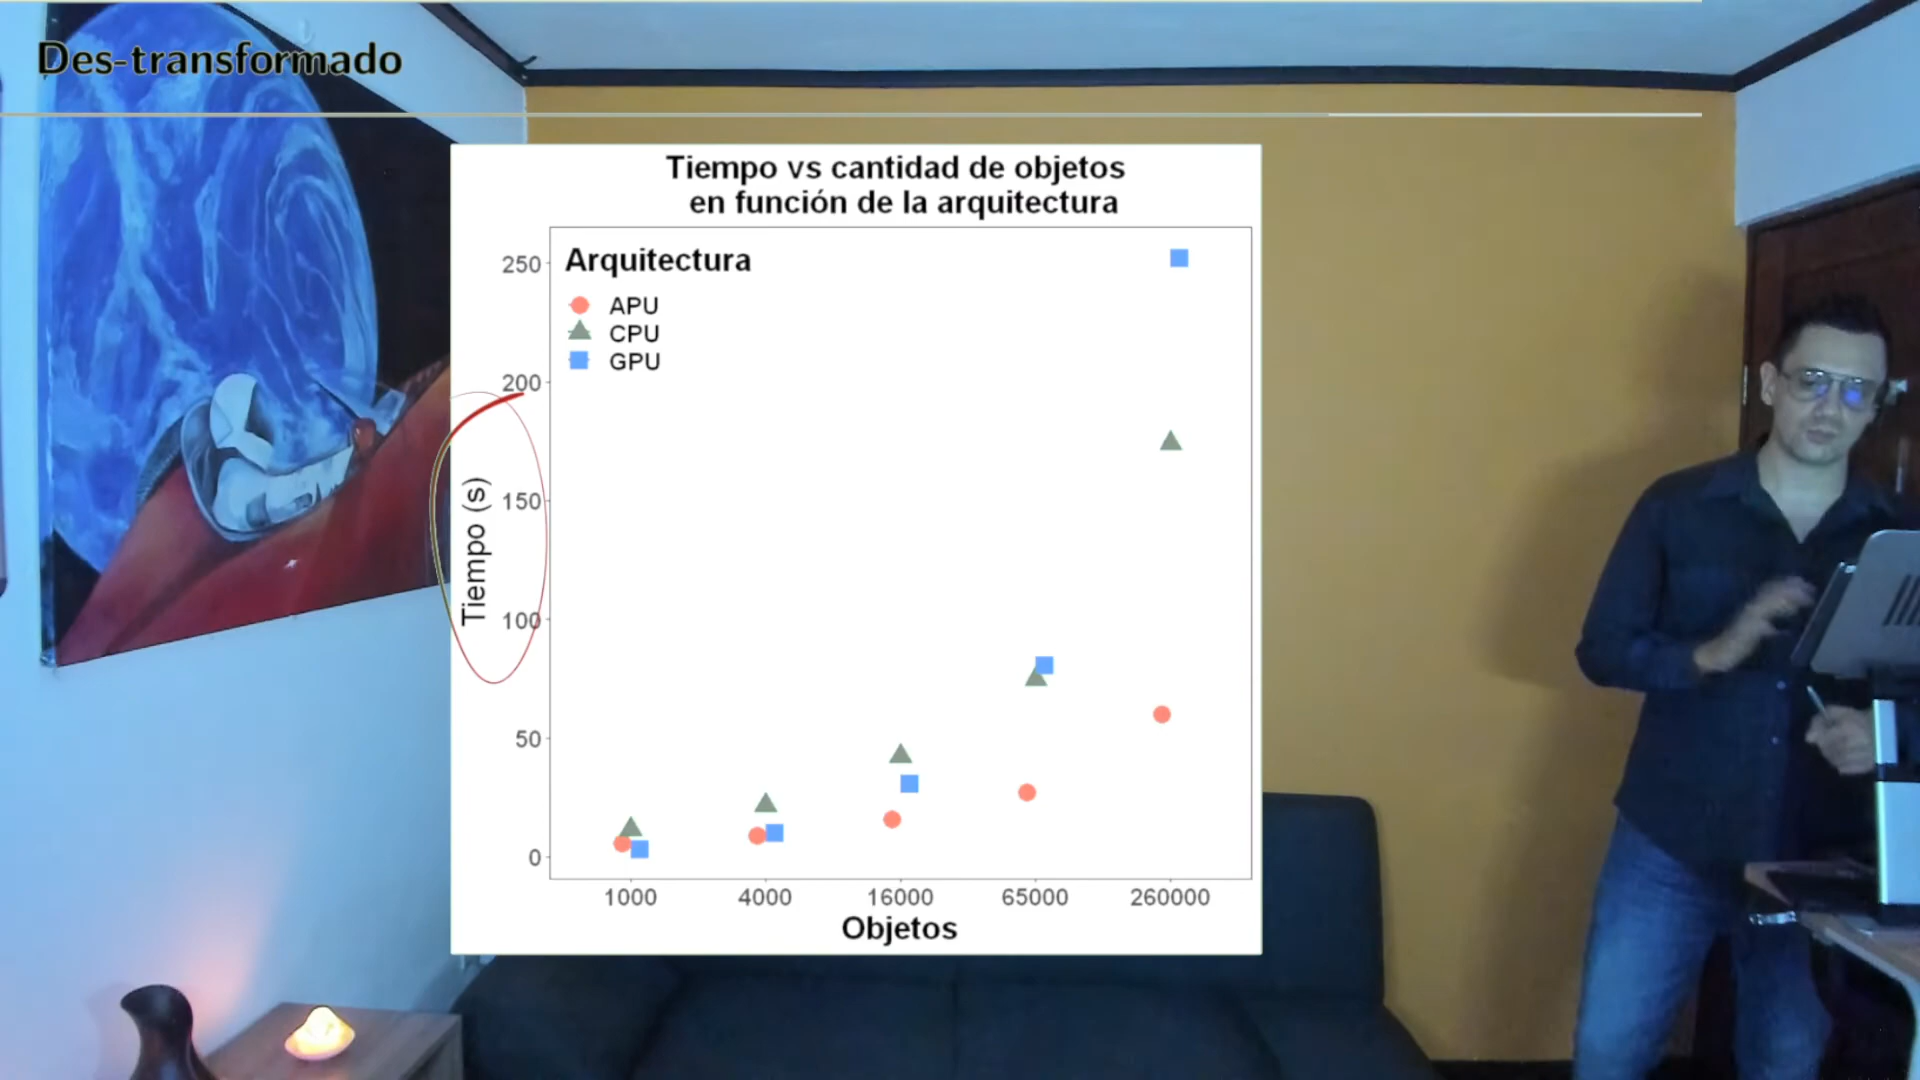 Des-transformado
Tiempo vs cantidad de objetos
en función de la arquitectura
Arquitectura
APU
CPU
GPU
Tiempo (s)
250
200
150
100
50
0
1000 4000 16000 65000 260000
Objetos